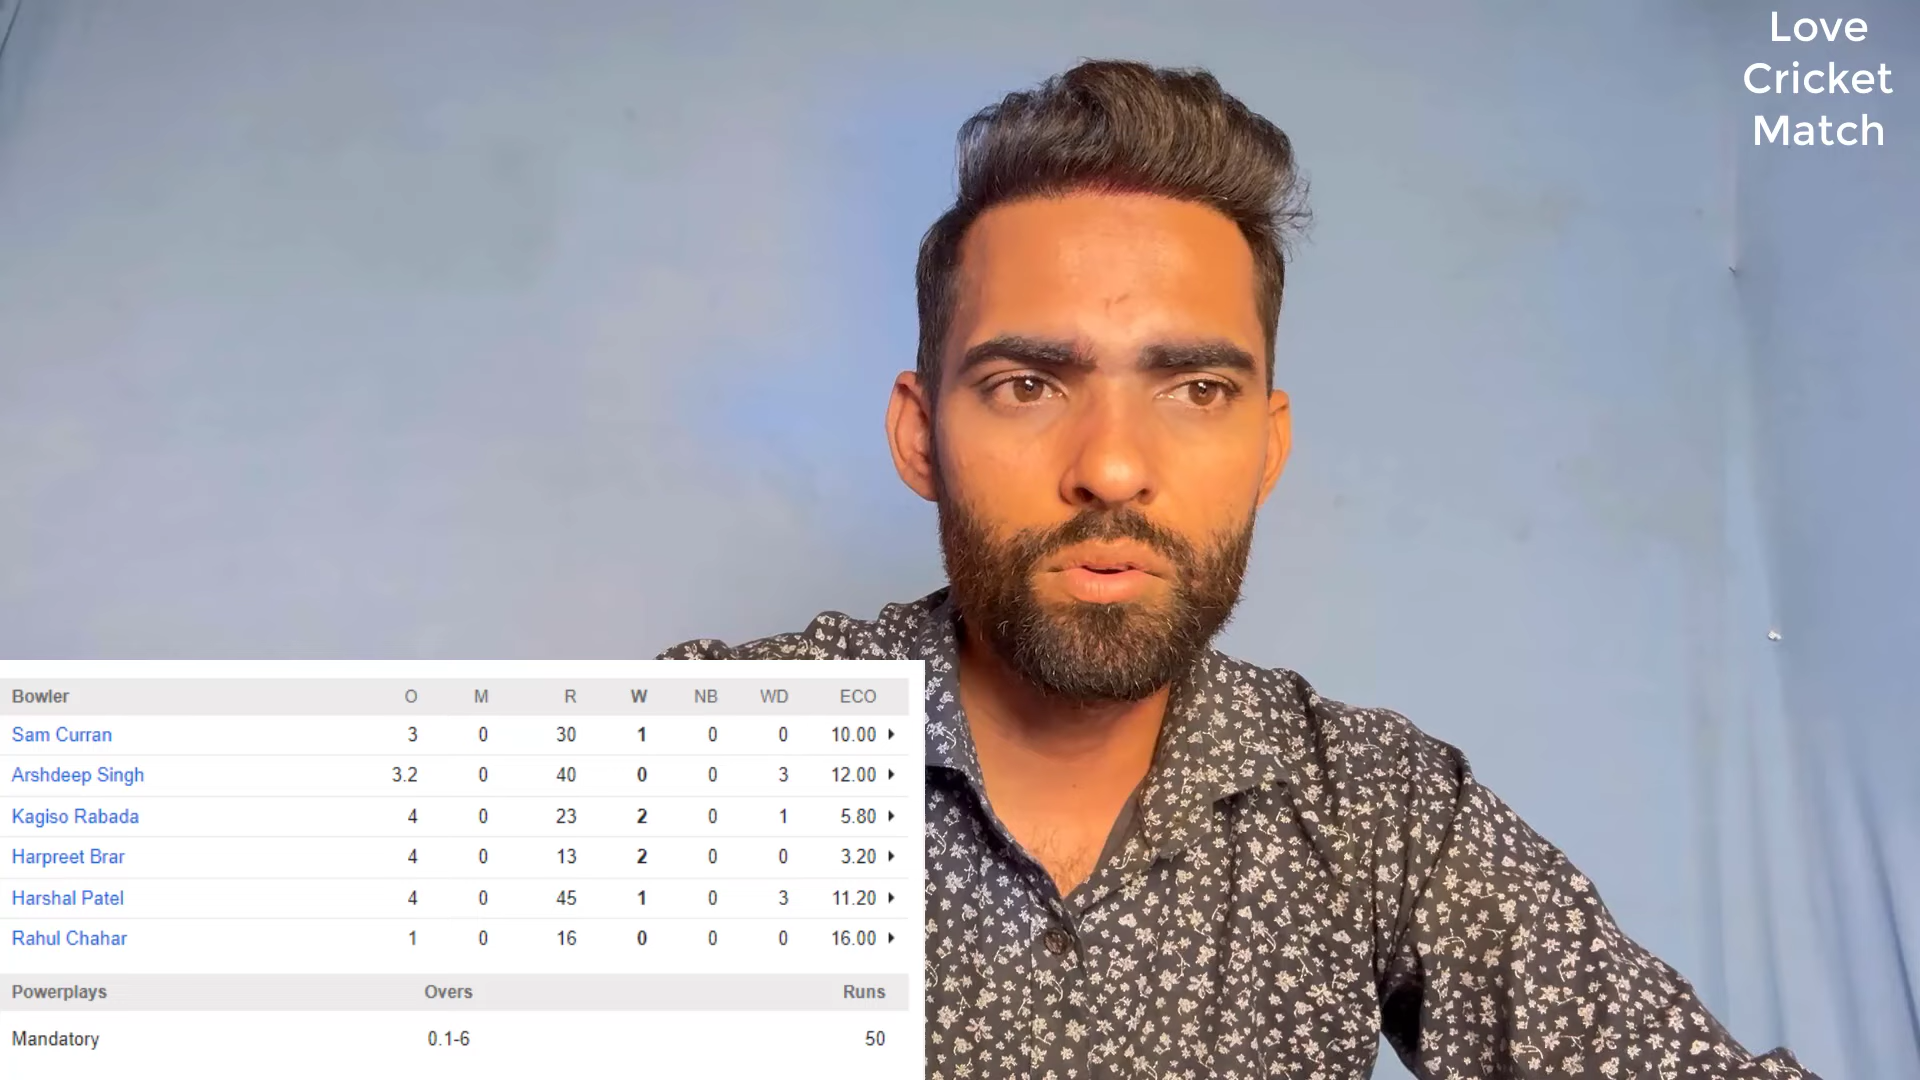 Love
Cricket
Match
Bowler O M R W NB WD ECO
Sam Curran 3 0 30 1 0 0 10.00
Arshdeep Singh 3.2 0 40 0 0 3 12.00
Kagiso Rabada 4 0 23 2 0 1 5.80
Harpreet Brar 4 0 13 2 0 0 3.20
Harshal Patel 4 0 45 1 0 3 11.20
Rahul Chahar 1 0 16 0 0 0 16.00
Powerplays Overs Runs
Mandatory 0.1-6 50